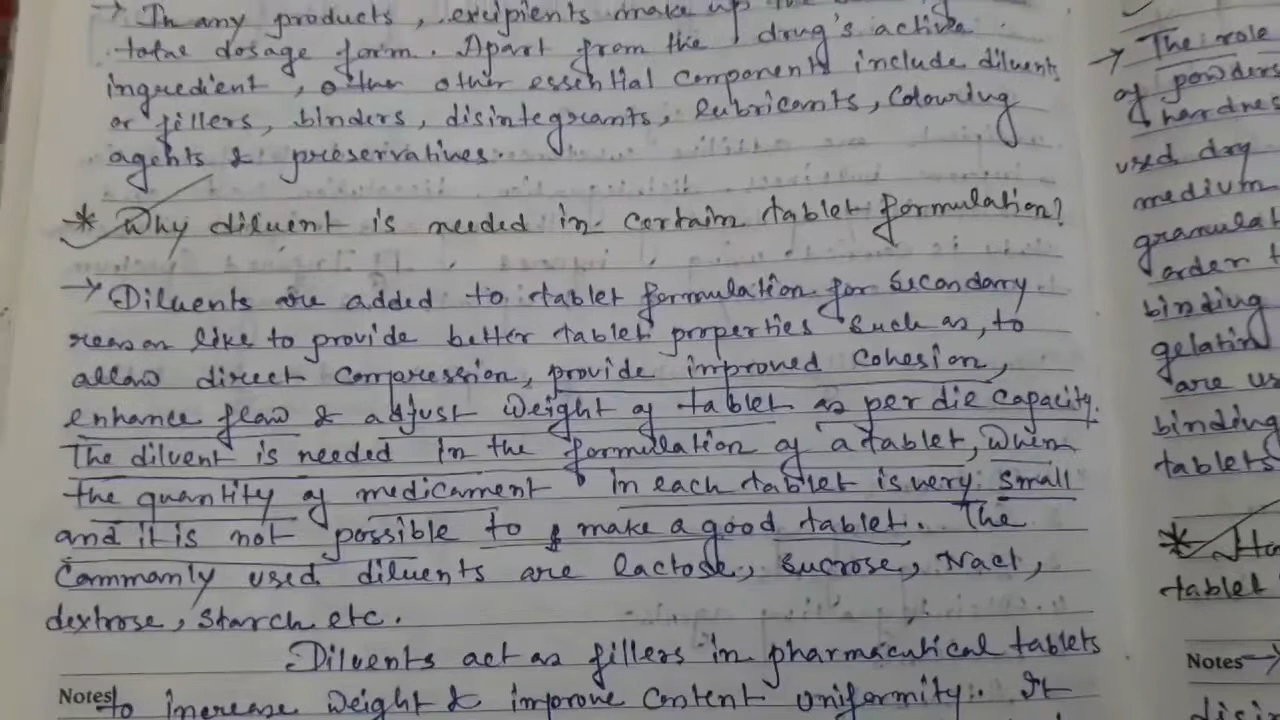 → In any products, excipients make up the
total dosage form. Apart from the drug's active
ingredient, other other essential components include diluents
or fillers, binders, disintegrants, lubricants, Colouring
agents & preservatives.
* Why diluent is needed in certain tablet formulation?
→ Diluents are added to tablet formulation for Secondary
reason like to provide better tablet properties such as, to
allow direct compression, provide improved cohesion,
enhance flow & adjust weight of tablet as per die capacity.
The diluent is needed in the formulation of a tablet, when
the quantity of medicament in each tablet is very small
and it is not possible to make a good tablet. The
Commonly used diluents are lactose, sucrose, Nacl,
dextrose, starch etc.
Diluents act as fillers in pharmaceutical tablets
Notes
to increase weight & improve content uniformity. It
→ The role
of powders
hardnes
used dry
medium
granulat
order t
binding
gelatin
are us
binding
tablets
* Ho
tablet
Notes →
disi